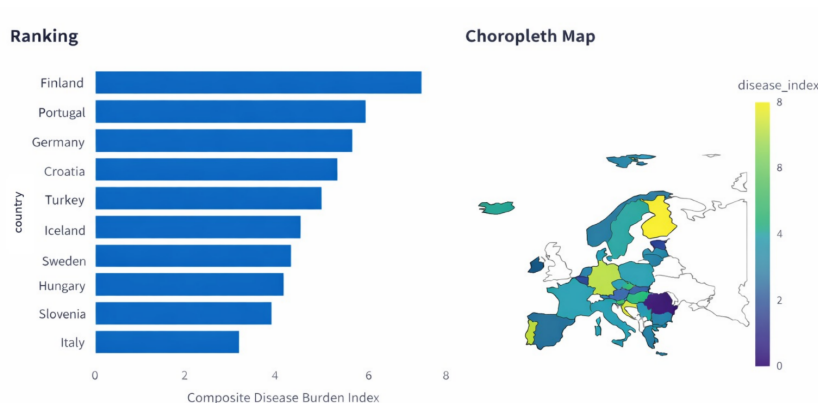 Ranking
Finland
Portugal
Germany
Croatia
Turkey
Iceland
Sweden
Hungary
Slovenia
Italy
country
0 2 4 6 8
Composite Disease Burden Index
Choropleth Map
disease_index
8
8
6
4
2
0